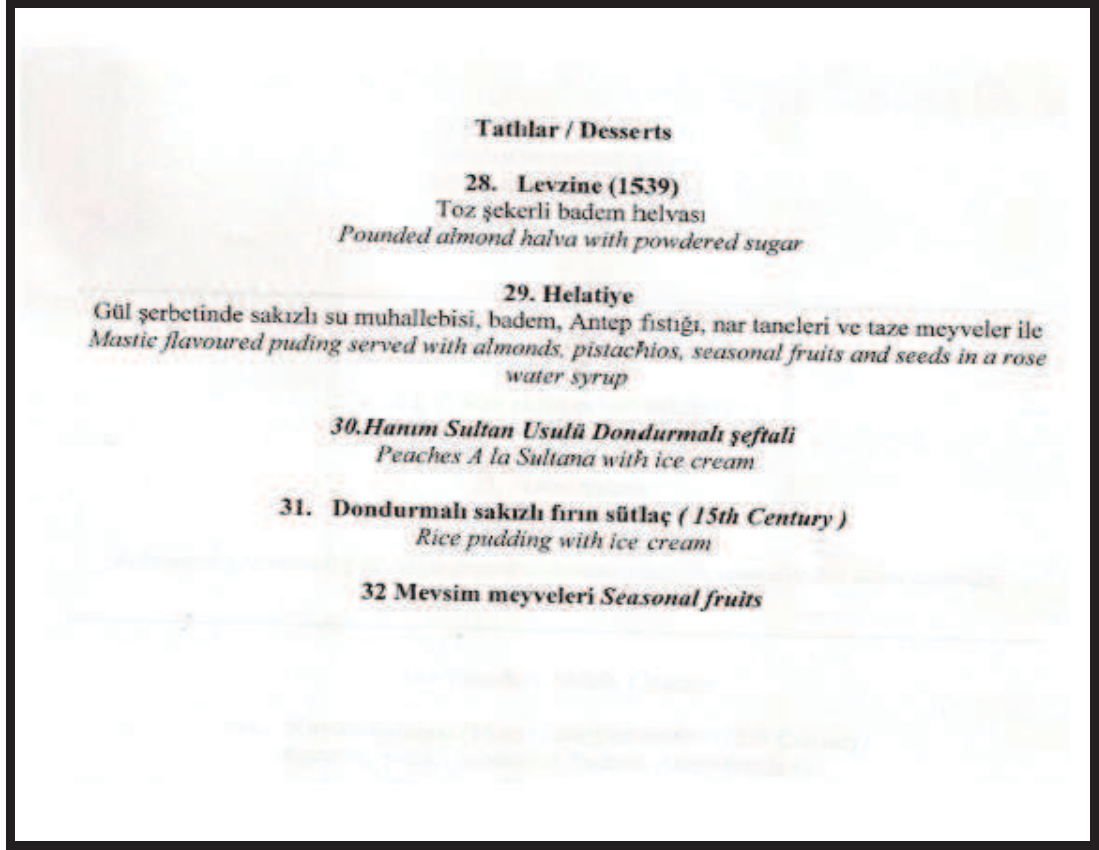 Tatlılar / Desserts
28. Levzine (1539)
Toz şekerli badem helvası
Pounded almond halva with powdered sugar
29. Helatiye
Gül şerbetinde sakızlı su muhallebisi, badem, Antep fıstığı, nar taneleri ve taze meyveler ile
Mastic flavoured puding served with almonds, pistachios, seasonal fruits and seeds in a rose
water syrup
30.Hanım Sultan Usulü Dondurmalı şeftali
Peaches A la Sultana with ice cream
31. Dondurmalı sakızlı fırın sütlaç ( 15th Century )
Rice pudding with ice cream
32 Mevsim meyveleri Seasonal fruits